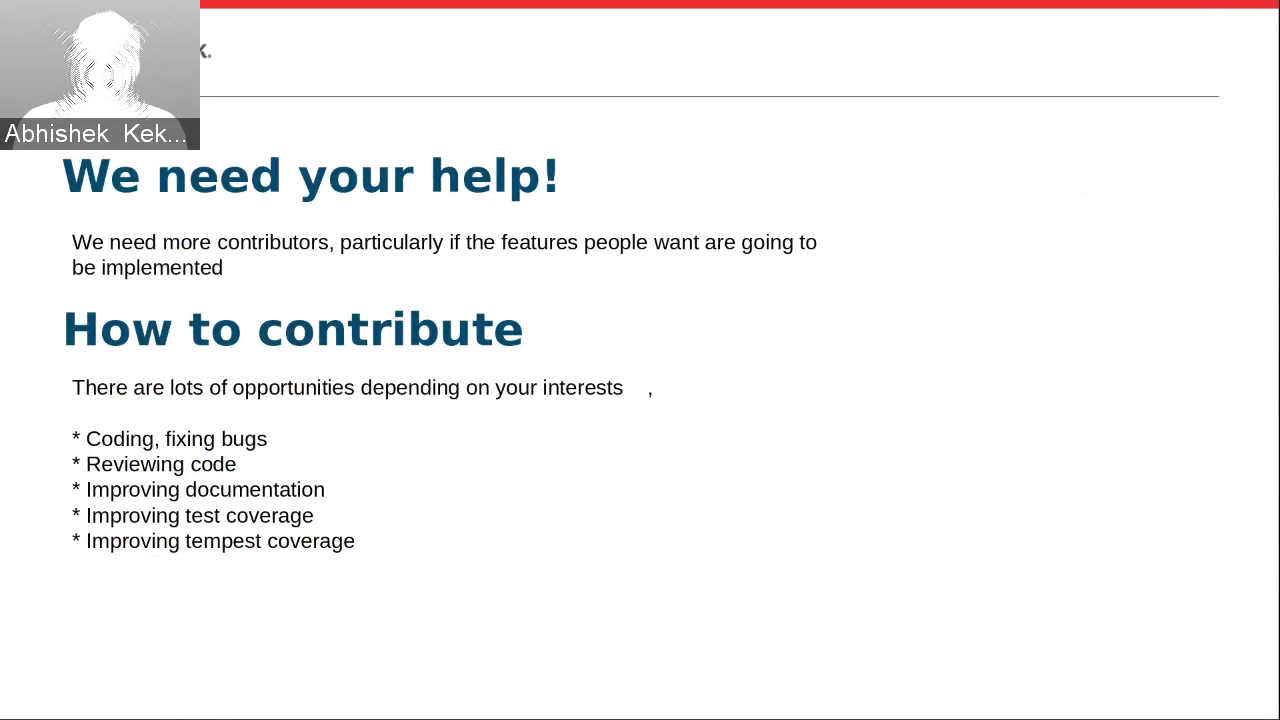 k.
Abhishek Kek...
We need your help!
We need more contributors, particularly if the features people want are going to
be implemented
How to contribute
There are lots of opportunities depending on your interests ,
* Coding, fixing bugs
* Reviewing code
* Improving documentation
* Improving test coverage
* Improving tempest coverage